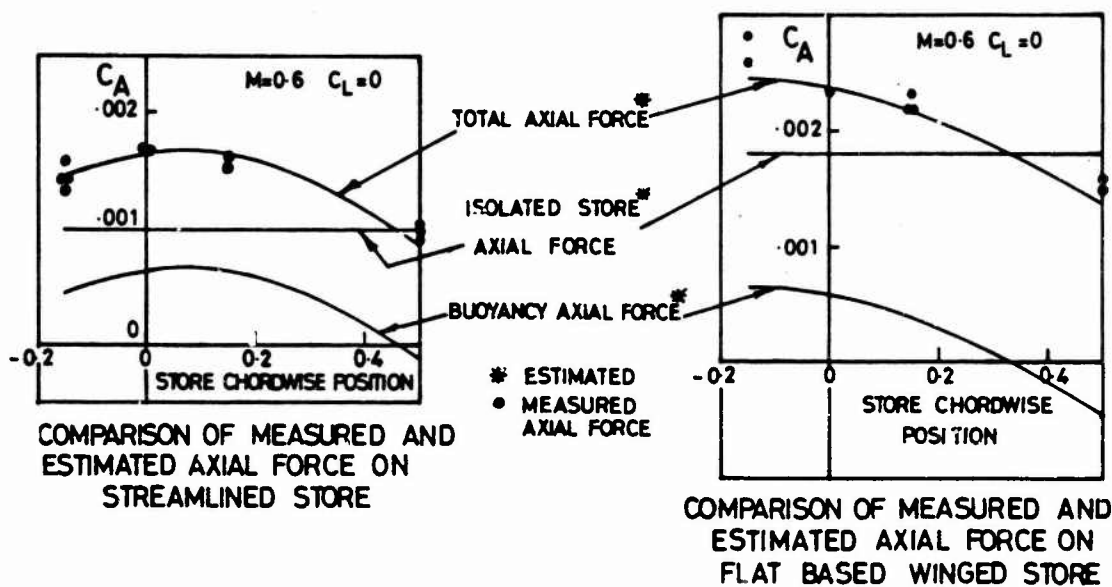 C_A
M=0·6 C_L=0
·002
·001
0
-0·2 0 0·2 0·4
STORE CHORDWISE POSITION
COMPARISON OF MEASURED AND
ESTIMATED AXIAL FORCE ON
STREAMLINED STORE
TOTAL AXIAL FORCE*
ISOLATED STORE*
AXIAL FORCE
BUOYANCY AXIAL FORCE*
* ESTIMATED
• MEASURED
AXIAL FORCE
C_A
M=0·6 C_L=0
·002
·001
-0·2 0 0·2 0·4
STORE CHORDWISE
POSITION
COMPARISON OF MEASURED AND
ESTIMATED AXIAL FORCE ON
FLAT BASED WINGED STORE